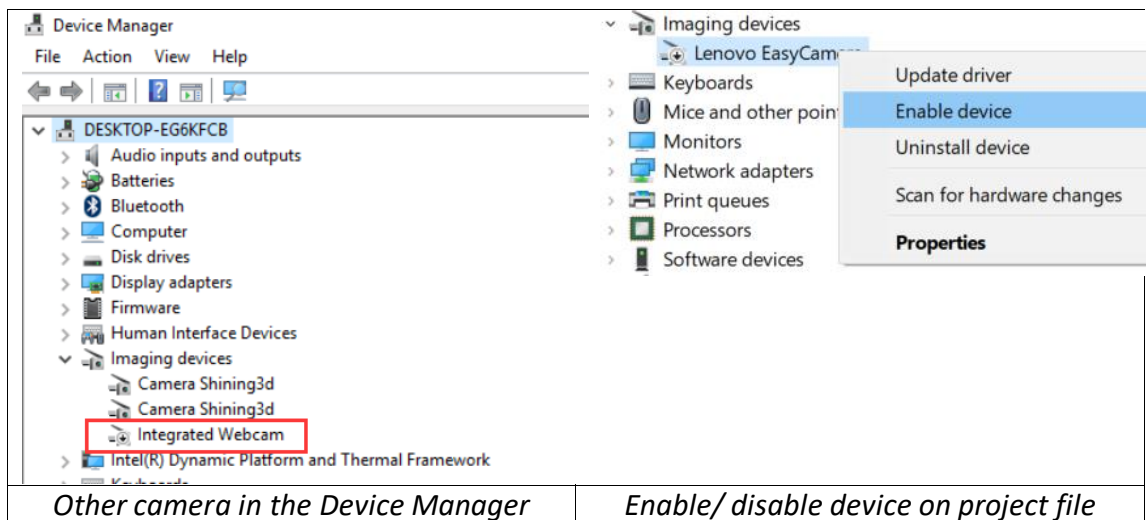 Device Manager
File Action View Help
DESKTOP-EG6KFCB
Audio inputs and outputs
Batteries
Bluetooth
Computer
Disk drives
Display adapters
Firmware
Human Interface Devices
Imaging devices
Camera Shining3d
Camera Shining3d
Integrated Webcam
Intel(R) Dynamic Platform and Thermal Framework
Other camera in the Device Manager
Imaging devices
Lenovo EasyCam
Keyboards
Mice and other poin
Monitors
Network adapters
Print queues
Processors
Software devices
Update driver
Enable device
Uninstall device
Scan for hardware changes
Properties
Enable/ disable device on project file